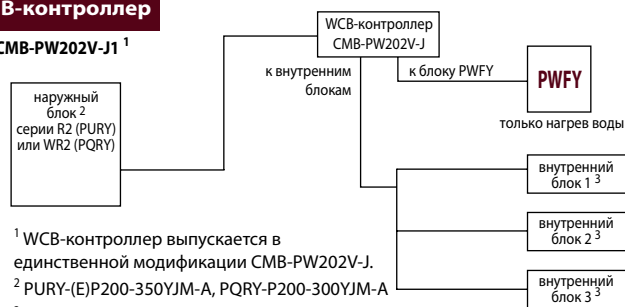 В-контроллер
CMB-PW202V-J1 ¹
WCB-контроллер
CMB-PW202V-J
к внутренним
блокам
к блоку PWFY
PWFY
только нагрев воды
наружный
блок ²
серии R2 (PURY)
или WR2 (PQRY)
внутренний
блок 1 ³
внутренний
блок 2 ³
внутренний
блок 3 ³
¹ WCB-контроллер выпускается в
единственной модификации CMB-PW202V-J.
² PURY-(E)P200-350YJM-A, PQRY-P200-300YJM-A